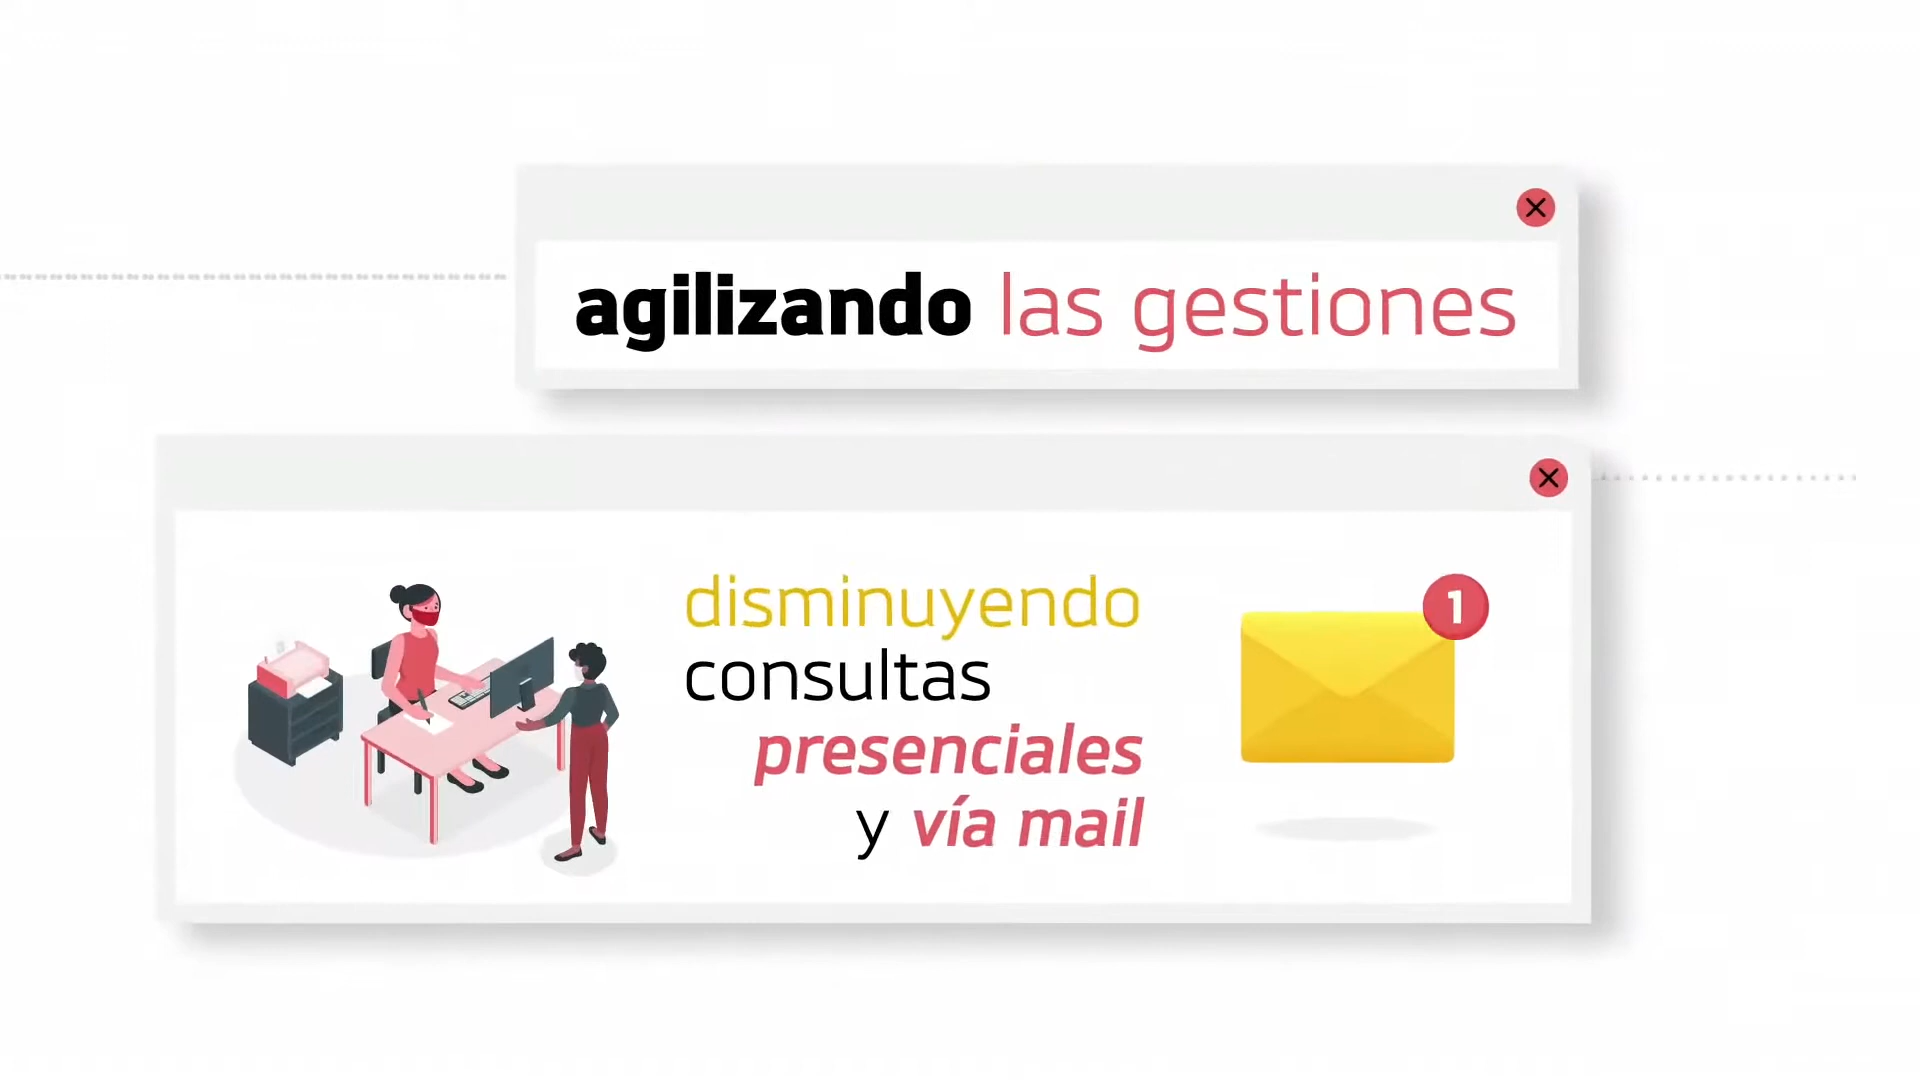 agilizando las gestiones
disminuyendo
consultas
presenciales
y vía mail
1